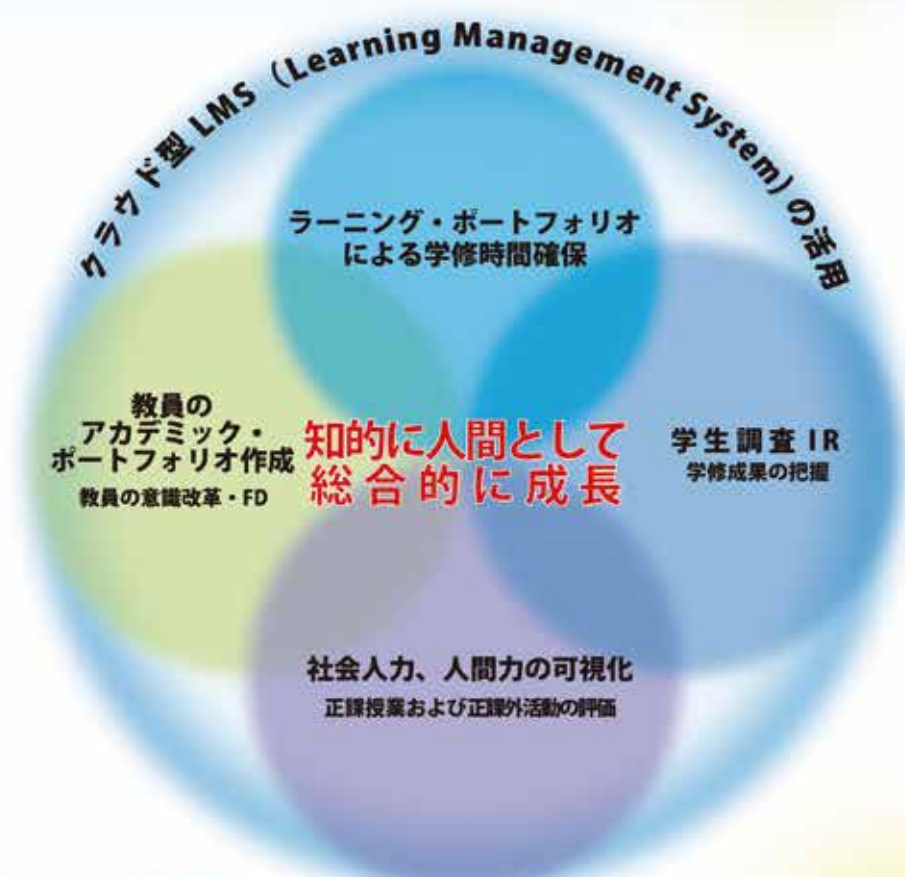 クラウド型 LMS（Learning Management System）の活用
ラーニング・ポートフォリオ
による学修時間確保
教員の
アカデミック・
ポートフォリオ作成
教員の意識改革・FD
知的に人間として
総合的に成長
学生調査 IR
学修成果の把握
社会人力、人間力の可視化
正課授業および正課外活動の評価